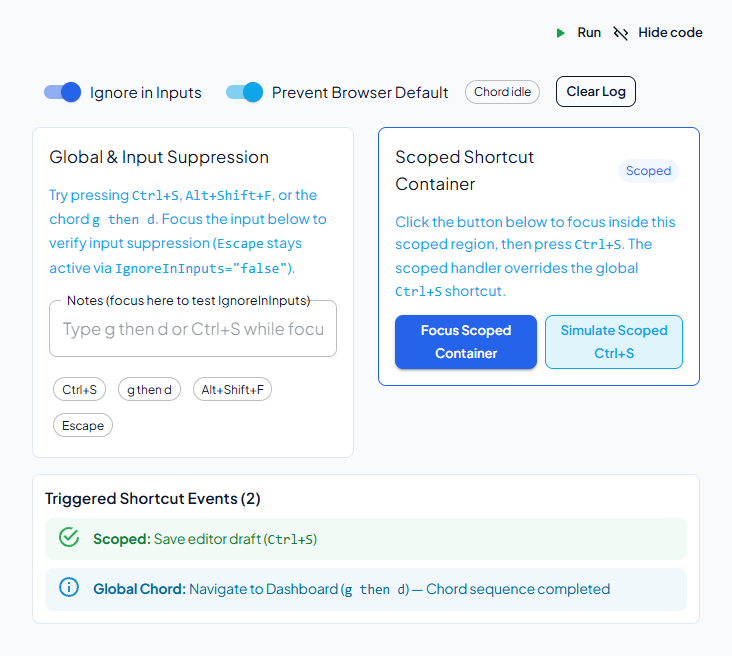 Run Hide code
Ignore in Inputs Prevent Browser Default Chord idle Clear Log
Global & Input Suppression
Try pressing Ctrl+S, Alt+Shift+F, or the
chord g then d. Focus the input below to
verify input suppression (Escape stays
active via IgnoreInInputs="false").
Notes (focus here to test IgnoreInInputs)
Type g then d or Ctrl+S while focu
Ctrl+S g then d Alt+Shift+F
Escape
Scoped Shortcut
Container
Scoped
Click the button below to focus inside this
scoped region, then press Ctrl+S. The
scoped handler overrides the global
Ctrl+S shortcut.
Focus Scoped
Container
Simulate Scoped
Ctrl+S
Triggered Shortcut Events (2)
Scoped: Save editor draft (Ctrl+S)
Global Chord: Navigate to Dashboard (g then d) — Chord sequence completed